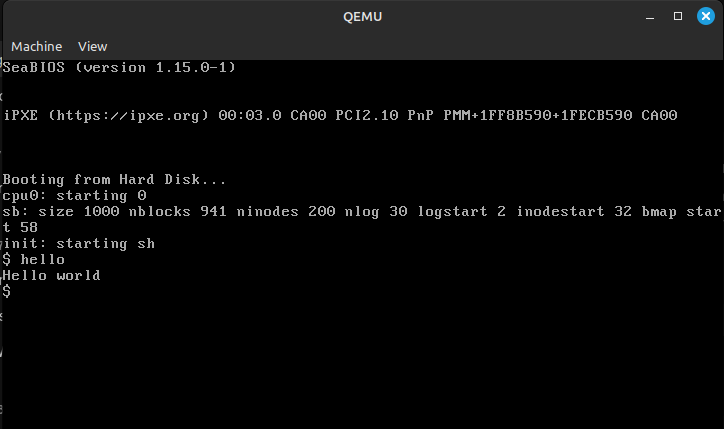 QEMU
Machine View
SeaBIOS (version 1.15.0-1)
iPXE (https://ipxe.org) 00:03.0 CA00 PCI2.10 PnP PMM+1FF8B590+1FECB590 CA00
Booting from Hard Disk...
cpu0: starting 0
sb: size 1000 nblocks 941 ninodes 200 nlog 30 logstart 2 inodestart 32 bmap star
t 58
init: starting sh
$ hello
Hello world
$